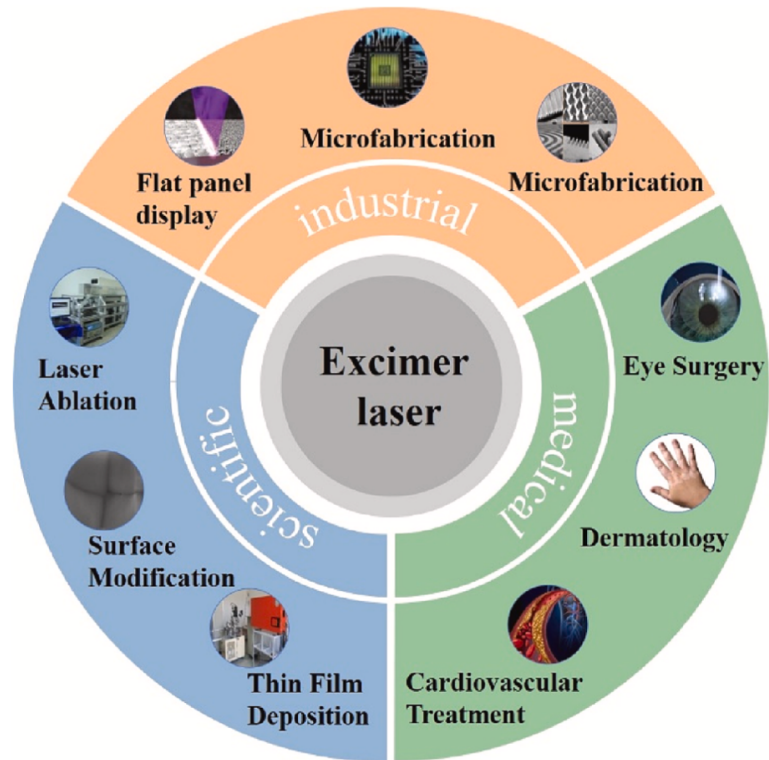 Microfabrication
Flat panel
display
Microfabrication
industrial
Laser
Ablation
Surface
Modification
Thin Film
Deposition
scientific
Excimer
laser
medical
Eye Surgery
Dermatology
Cardiovascular
Treatment